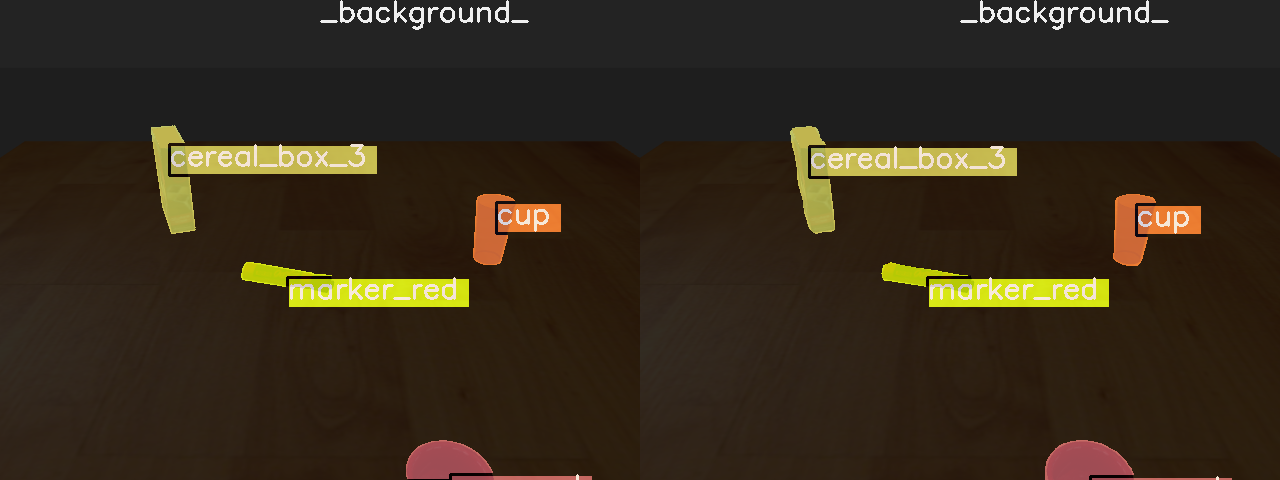 _background_
_background_
cereal_box_3
cereal_box_3
cup
cup
marker_red
marker_red